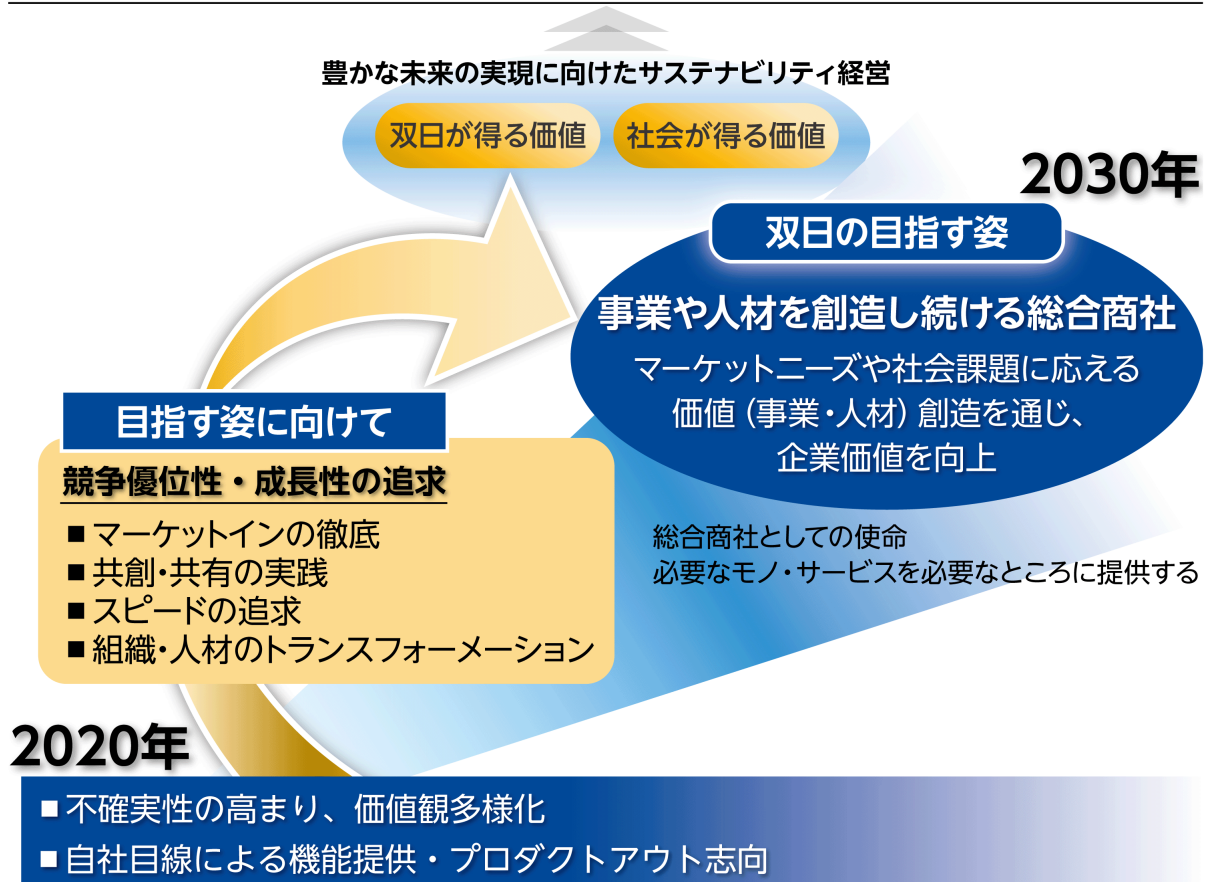 豊かな未来の実現に向けたサステナビリティ経営
双日が得る価値
社会が得る価値
2030年
双日の目指す姿
事業や人材を創造し続ける総合商社
マーケットニーズや社会課題に応える
価値（事業・人材）創造を通じ、
企業価値を向上
目指す姿に向けて
競争優位性・成長性の追求
■ マーケットインの徹底
■ 共創・共有の実践
■ スピードの追求
■ 組織・人材のトランスフォーメーション
総合商社としての使命
必要なモノ・サービスを必要なところに提供する
2020年
■ 不確実性の高まり、価値観多様化
■ 自社目線による機能提供・プロダクトアウト志向